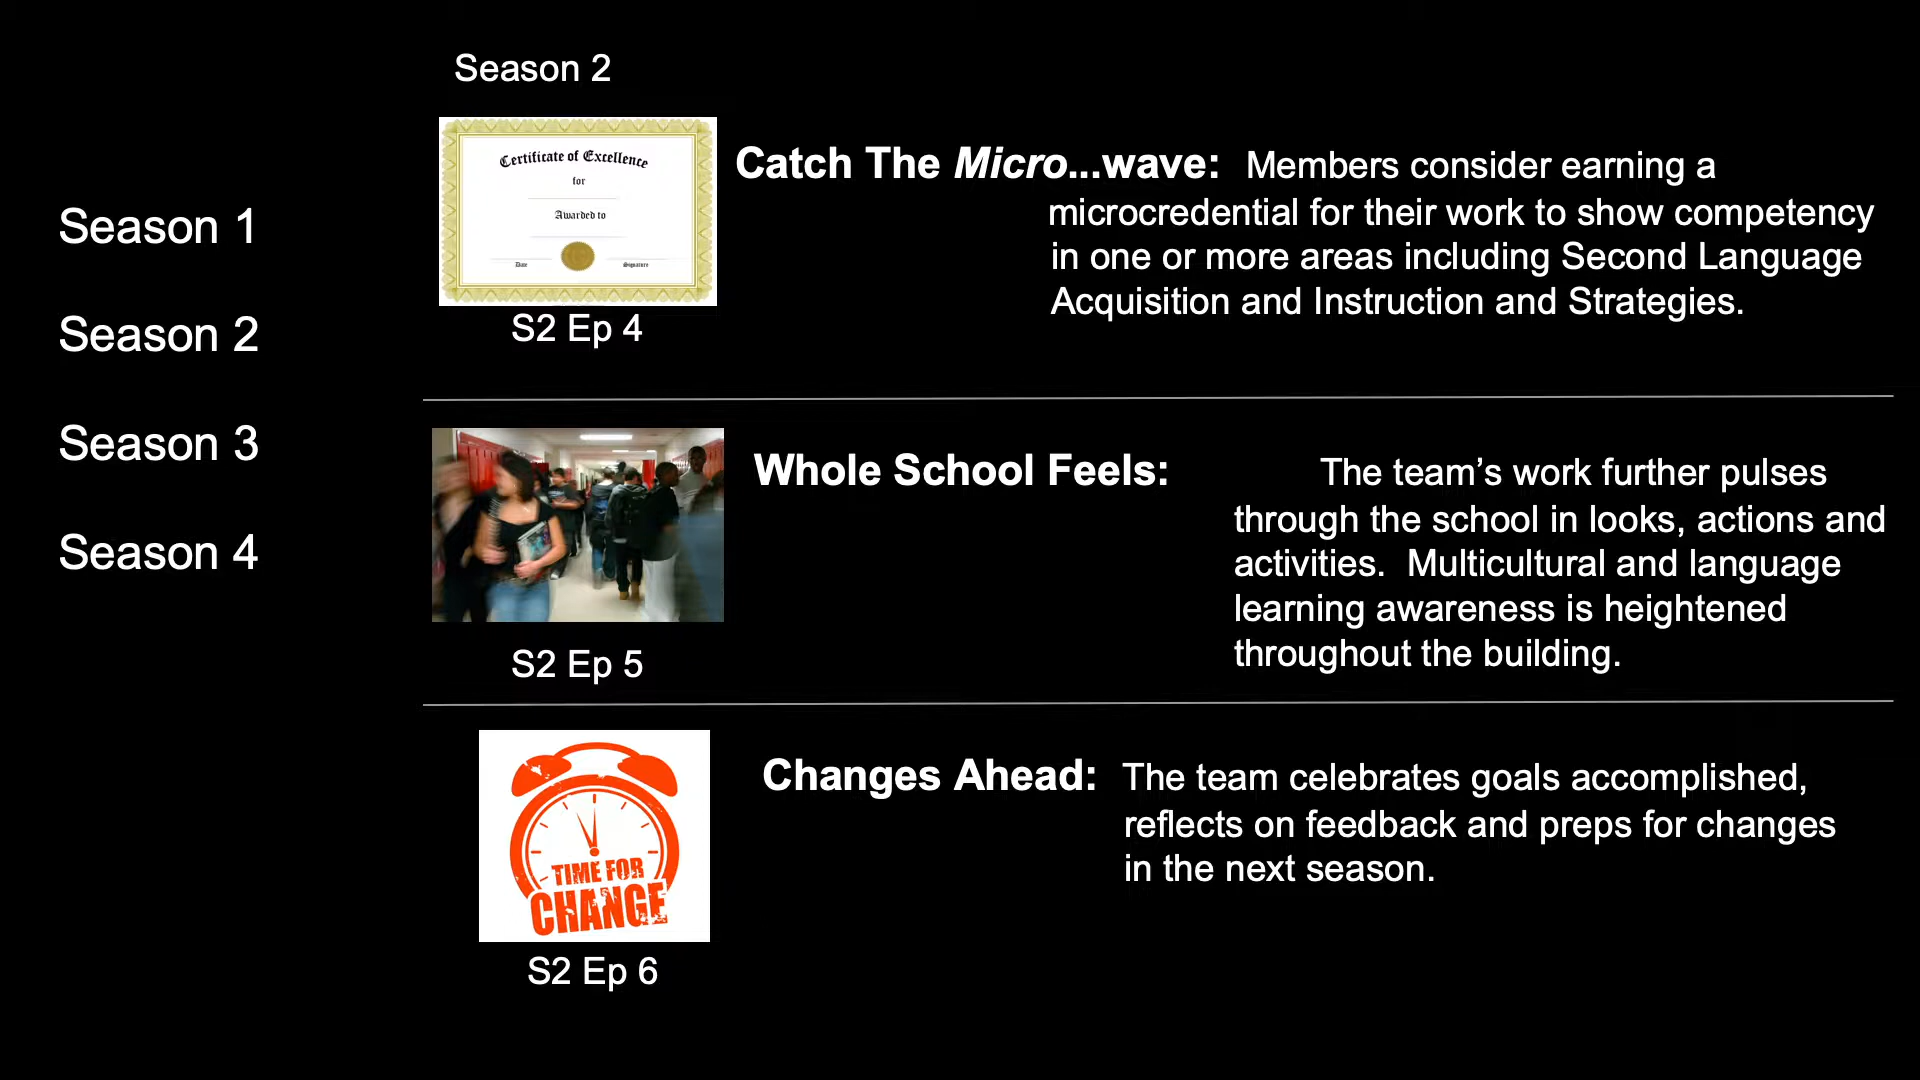 Season 2
Season 1
Season 2
Season 3
Season 4
Certificate of Excellence
for
Awarded to
Date
Signature
S2 Ep 4
Catch The Micro...wave: Members consider earning a
microcredential for their work to show competency
in one or more areas including Second Language
Acquisition and Instruction and Strategies.
S2 Ep 5
Whole School Feels: The team’s work further pulses
through the school in looks, actions and
activities. Multicultural and language
learning awareness is heightened
throughout the building.
TIME FOR
CHANGE
S2 Ep 6
Changes Ahead: The team celebrates goals accomplished,
reflects on feedback and preps for changes
in the next season.